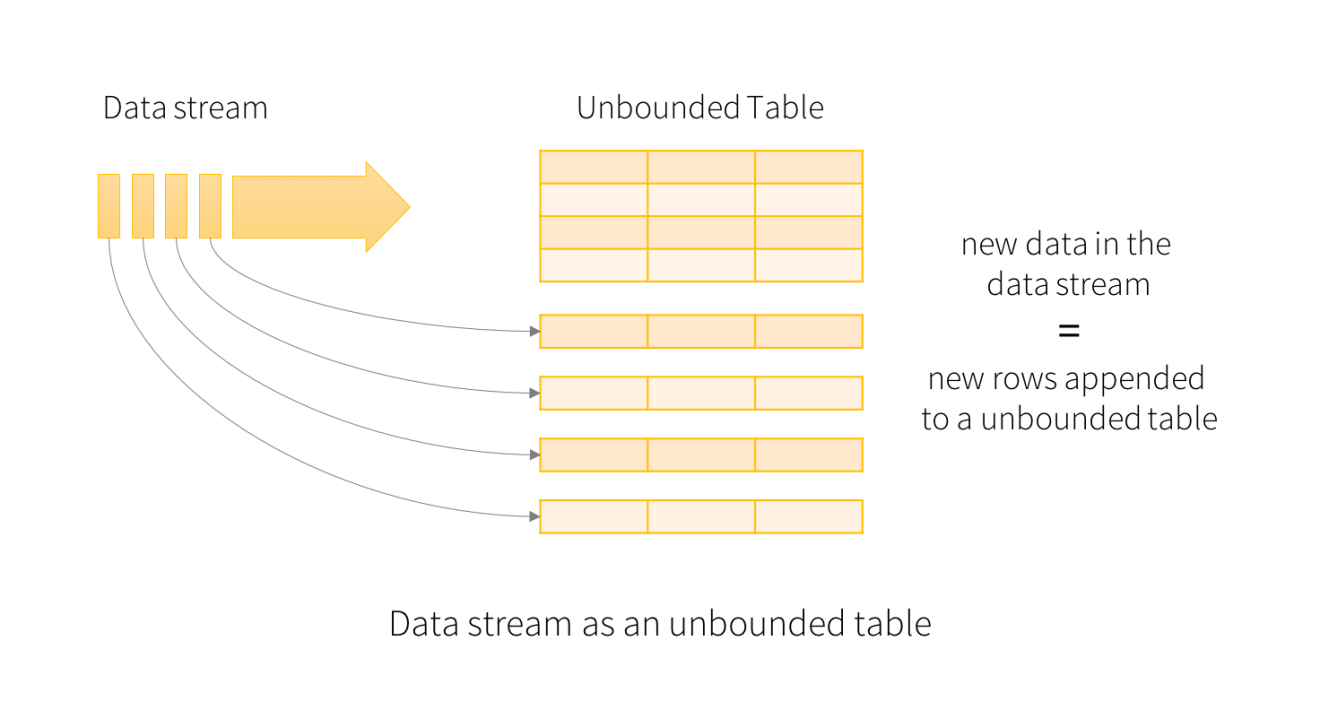 Data stream
Unbounded Table
new data in the
data stream
=
new rows appended
to a unbounded table
Data stream as an unbounded table